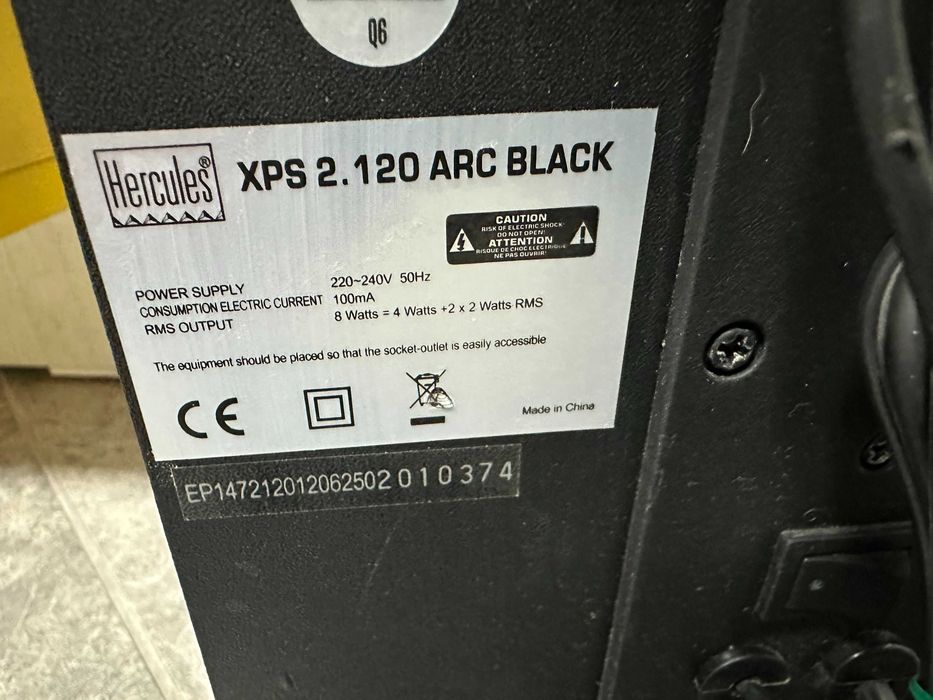 Q6
Hercules®
XPS 2.120 ARC BLACK
CAUTION
RISK OF ELECTRIC SHOCK
DO NOT OPEN!
ATTENTION
RISQUE DE CHOC ELECTRIQUE
NE PAS OUVRIR!
POWER SUPPLY 220~240V 50Hz
CONSUMPTION ELECTRIC CURRENT 100mA
RMS OUTPUT 8 Watts = 4 Watts +2 x 2 Watts RMS
The equipment should be placed so that the socket-outlet is easily accessible
CE
Made in China
EP147212012062502010374